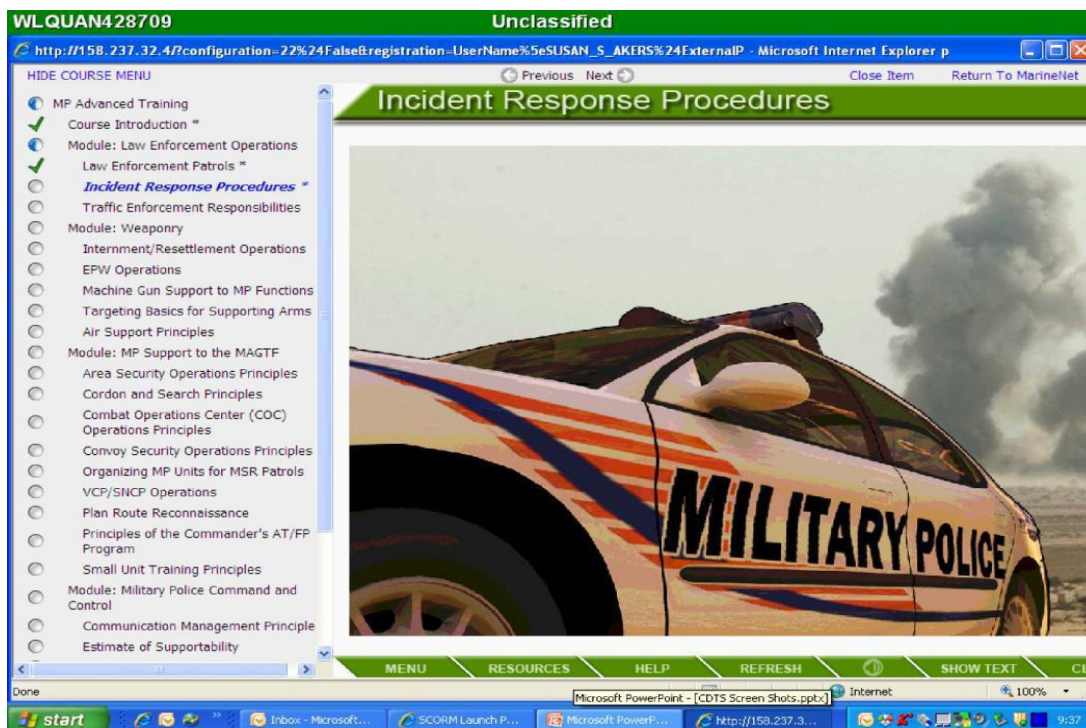 WLQUAN428709
Unclassified
http://158.237.32.4/?configuration=22%24False&registration=UserName%5eSUSAN_S_AKERS%24ExternalP - Microsoft Internet Explorer p
HIDE COURSE MENU
Previous Next
Close Item
Return To MarineNet
Incident Response Procedures
MP Advanced Training
Course Introduction *
Module: Law Enforcement Operations
Law Enforcement Patrols *
Incident Response Procedures *
Traffic Enforcement Responsibilities
Module: Weaponry
Internment/Resettlement Operations
EPW Operations
Machine Gun Support to MP Functions
Targeting Basics for Supporting Arms
Air Support Principles
Module: MP Support to the MAGTF
Area Security Operations Principles
Cordon and Search Principles
Combat Operations Center (COC)
Operations Principles
Convoy Security Operations Principles
Organizing MP Units for MSR Patrols
VCP/SNCP Operations
Plan Route Reconnaissance
Principles of the Commander's AT/FP
Program
Small Unit Training Principles
Module: Military Police Command and
Control
Communication Management Principle
Estimate of Supportability
MILITARY POLICE
MENU
RESOURCES
HELP
REFRESH
SHOW TEXT
CL
Done
Microsoft PowerPoint - [CDTS Screen Shots.pptx]
Internet
100%
start
Inbox - Microsoft...
SCORM Launch P...
Microsoft PowerP...
http://158.237.3...
9:37